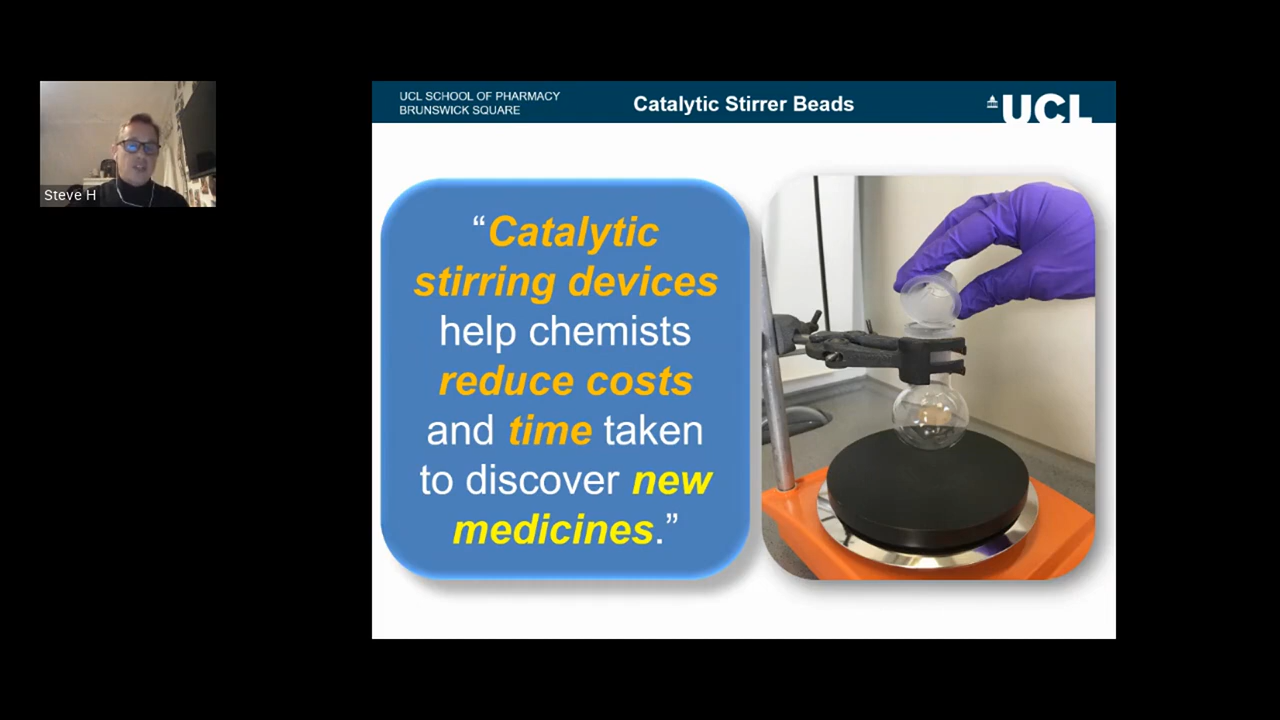 UCL SCHOOL OF PHARMACY
BRUNSWICK SQUARE
Catalytic Stirrer Beads
UCL
Steve H
“Catalytic
stirring devices
help chemists
reduce costs
and time taken
to discover new
medicines.”